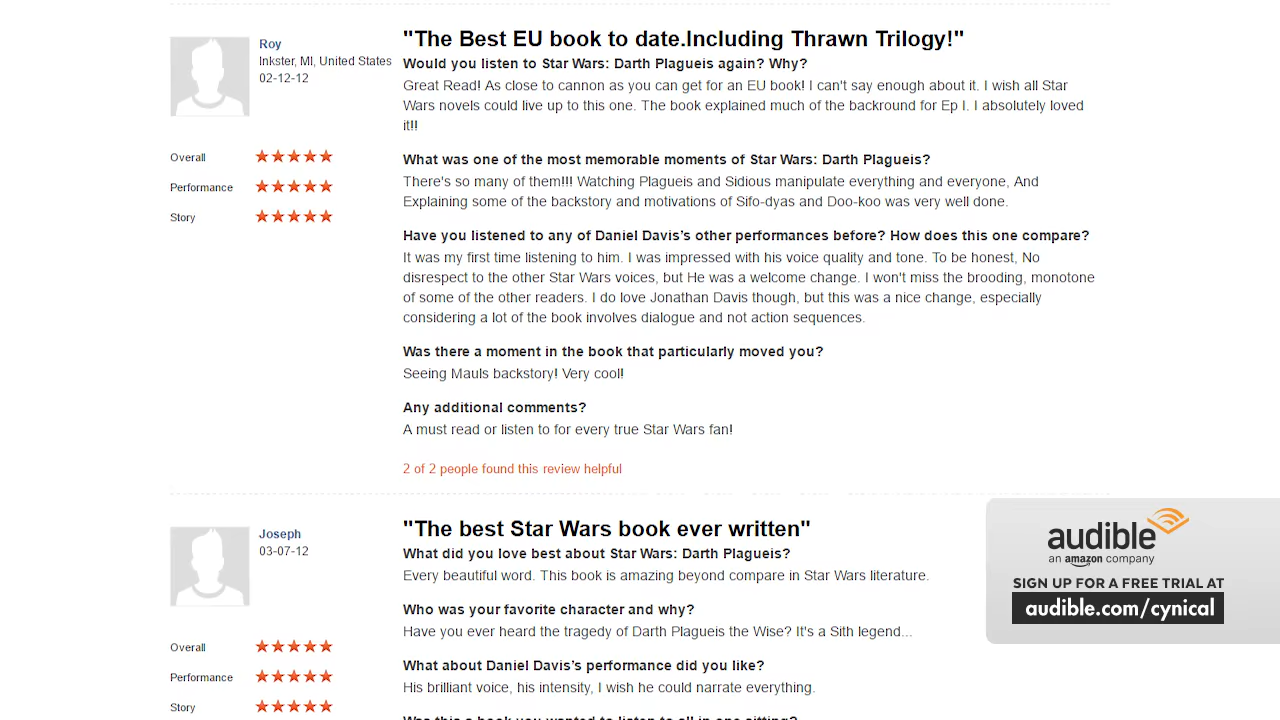 "The Best EU book to date.Including Thrawn Trilogy!"
Roy
Inkster, MI, United States
02-12-12
Overall
Performance
Story
Would you listen to Star Wars: Darth Plagueis again? Why?
Great Read! As close to cannon as you can get for an EU book! I can't say enough about it. I wish all Star
Wars novels could live up to this one. The book explained much of the backround for Ep I. I absolutely loved
it!!
What was one of the most memorable moments of Star Wars: Darth Plagueis?
There's so many of them!!! Watching Plagueis and Sidious manipulate everything and everyone, And
Explaining some of the backstory and motivations of Sifo-dyas and Doo-koo was very well done.
Have you listened to any of Daniel Davis’s other performances before? How does this one compare?
It was my first time listening to him. I was impressed with his voice quality and tone. To be honest, No
disrespect to the other Star Wars voices, but He was a welcome change. I won't miss the brooding, monotone
of some of the other readers. I do love Jonathan Davis though, but this was a nice change, especially
considering a lot of the book involves dialogue and not action sequences.
Was there a moment in the book that particularly moved you?
Seeing Mauls backstory! Very cool!
Any additional comments?
A must read or listen to for every true Star Wars fan!
2 of 2 people found this review helpful
"The best Star Wars book ever written"
Joseph
03-07-12
Overall
Performance
Story
What did you love best about Star Wars: Darth Plagueis?
Every beautiful word. This book is amazing beyond compare in Star Wars literature.
Who was your favorite character and why?
Have you ever heard the tragedy of Darth Plagueis the Wise? It's a Sith legend...
What about Daniel Davis’s performance did you like?
His brilliant voice, his intensity, I wish he could narrate everything.
Was this a book you wanted to listen to all in one sitting?
audible
an amazon company
SIGN UP FOR A FREE TRIAL AT
audible.com/cynical